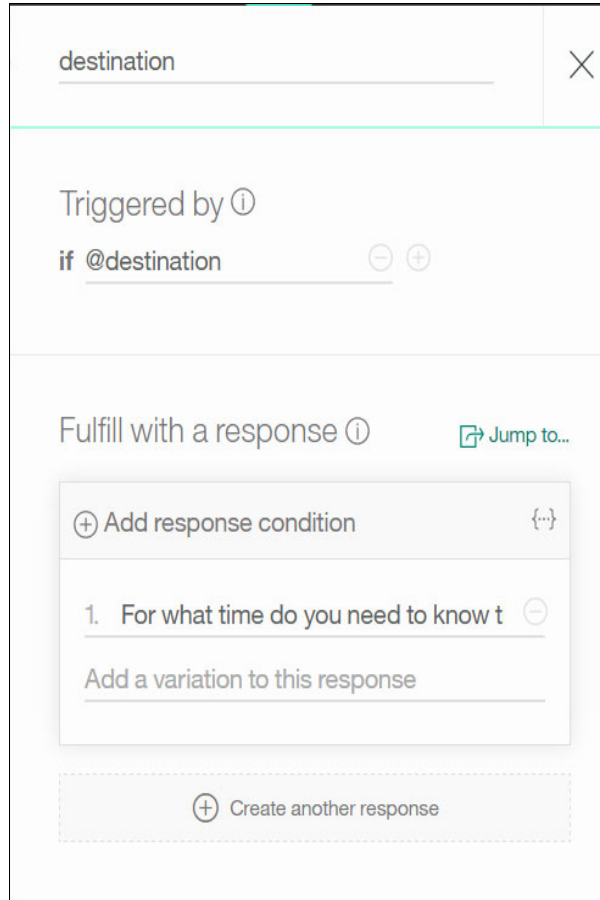 destination
Triggered by
if @destination
Fulfill with a response
Jump to...
Add response condition
{...}
1. For what time do you need to know t
Add a variation to this response
Create another response